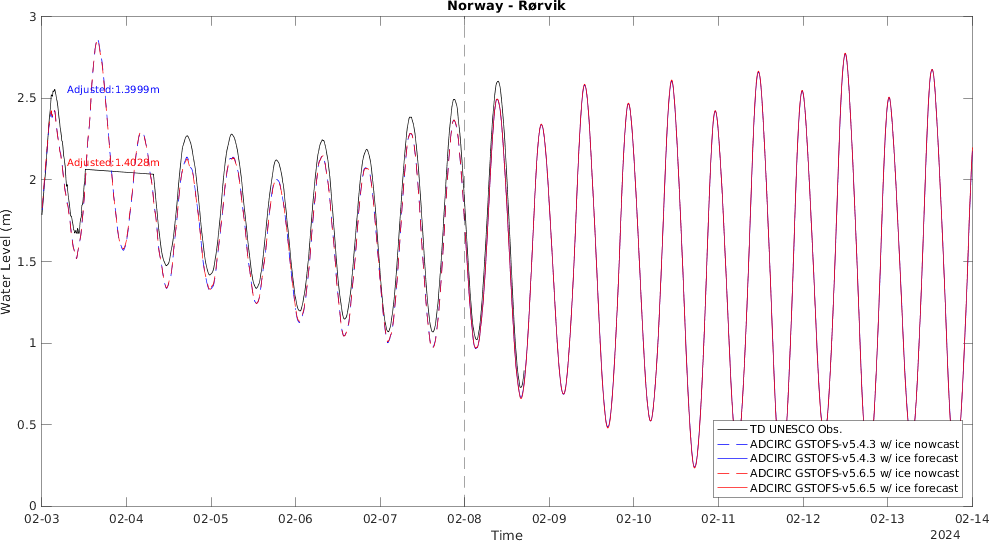 Norway - Rørvik
3
2.5
2
1.5
1
0.5
0
Water Level (m)
Adjusted:1.3999m
Adjusted:1.4028m
TD UNESCO Obs.
ADCIRC GSTOFS-v5.4.3 w/ ice nowcast
ADCIRC GSTOFS-v5.4.3 w/ ice forecast
ADCIRC GSTOFS-v5.6.5 w/ ice nowcast
ADCIRC GSTOFS-v5.6.5 w/ ice forecast
02-03 02-04 02-05 02-06 02-07 02-08 02-09 02-10 02-11 02-12 02-13 02-14
Time
2024